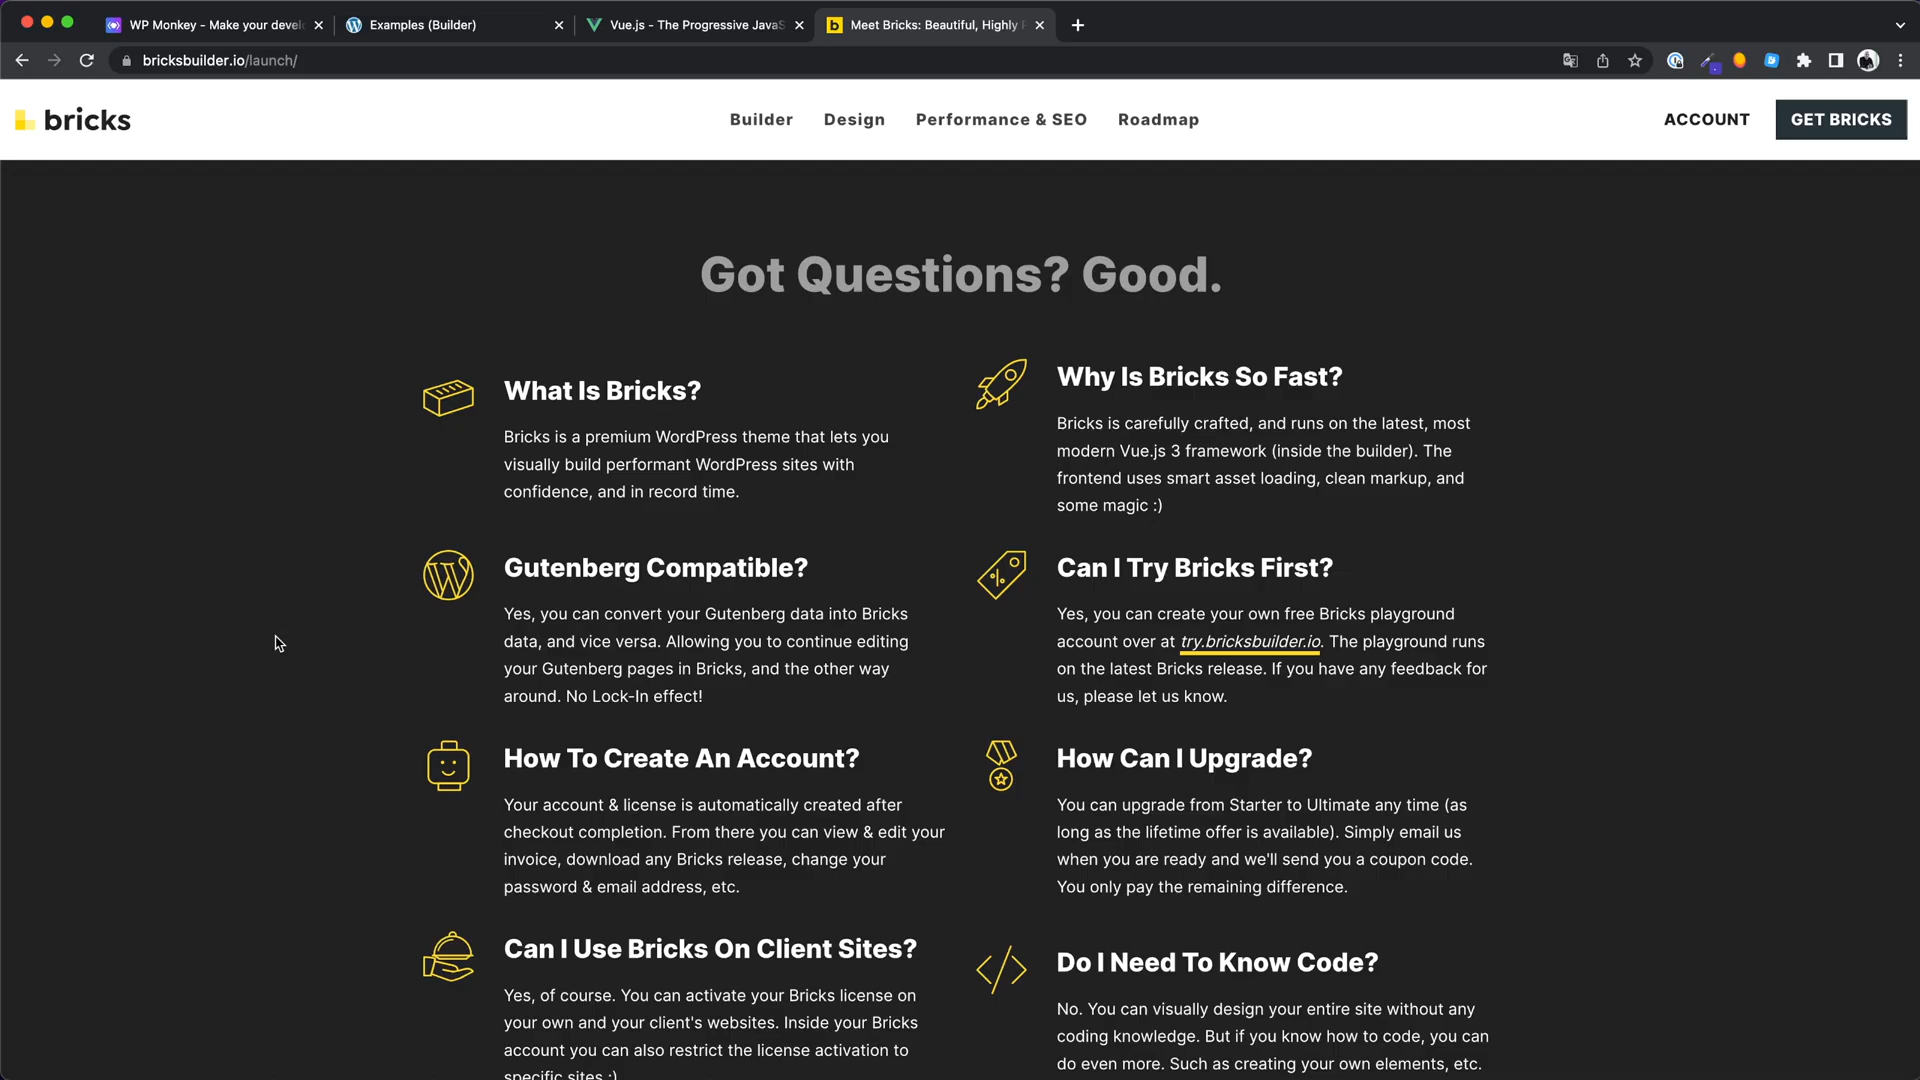 WP Monkey - Make your devel
Examples (Builder)
Vue.js - The Progressive JavaS
Meet Bricks: Beautiful, Highly
bricksbuilder.io/launch/
bricks
Builder
Design
Performance & SEO
Roadmap
ACCOUNT
GET BRICKS
Got Questions? Good.
What Is Bricks?
Bricks is a premium WordPress theme that lets you
visually build performant WordPress sites with
confidence, and in record time.
Why Is Bricks So Fast?
Bricks is carefully crafted, and runs on the latest, most
modern Vue.js 3 framework (inside the builder). The
frontend uses smart asset loading, clean markup, and
some magic :)
Gutenberg Compatible?
Yes, you can convert your Gutenberg data into Bricks
data, and vice versa. Allowing you to continue editing
your Gutenberg pages in Bricks, and the other way
around. No Lock-In effect!
Can I Try Bricks First?
Yes, you can create your own free Bricks playground
account over at try.bricksbuilder.io. The playground runs
on the latest Bricks release. If you have any feedback for
us, please let us know.
How To Create An Account?
Your account & license is automatically created after
checkout completion. From there you can view & edit your
invoice, download any Bricks release, change your
password & email address, etc.
How Can I Upgrade?
You can upgrade from Starter to Ultimate any time (as
long as the lifetime offer is available). Simply email us
when you are ready and we'll send you a coupon code.
You only pay the remaining difference.
Can I Use Bricks On Client Sites?
Yes, of course. You can activate your Bricks license on
your own and your client's websites. Inside your Bricks
account you can also restrict the license activation to
specific sites :)
Do I Need To Know Code?
No. You can visually design your entire site without any
coding knowledge. But if you know how to code, you can
do even more. Such as creating your own elements, etc.